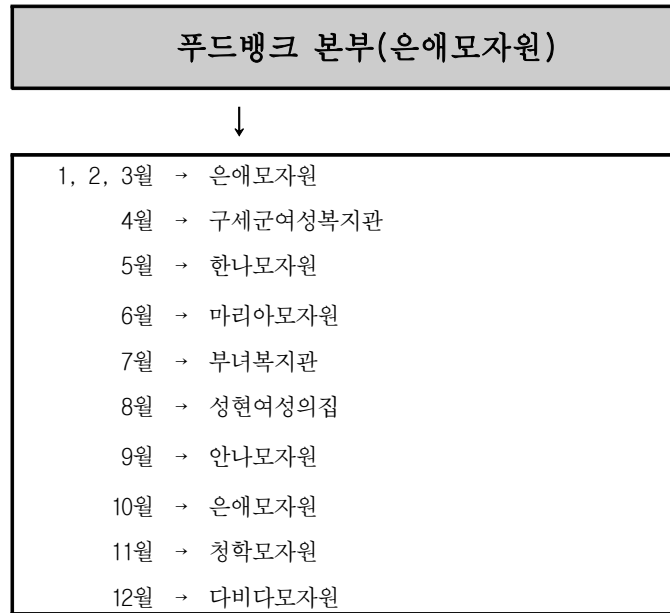 푸드뱅크 본부(은애모자원)
↓
1, 2, 3월 → 은애모자원
4월 → 구세군여성복지관
5월 → 한나모자원
6월 → 마리아모자원
7월 → 부녀복지관
8월 → 성현여성의집
9월 → 안나모자원
10월 → 은애모자원
11월 → 청학모자원
12월 → 다비다모자원